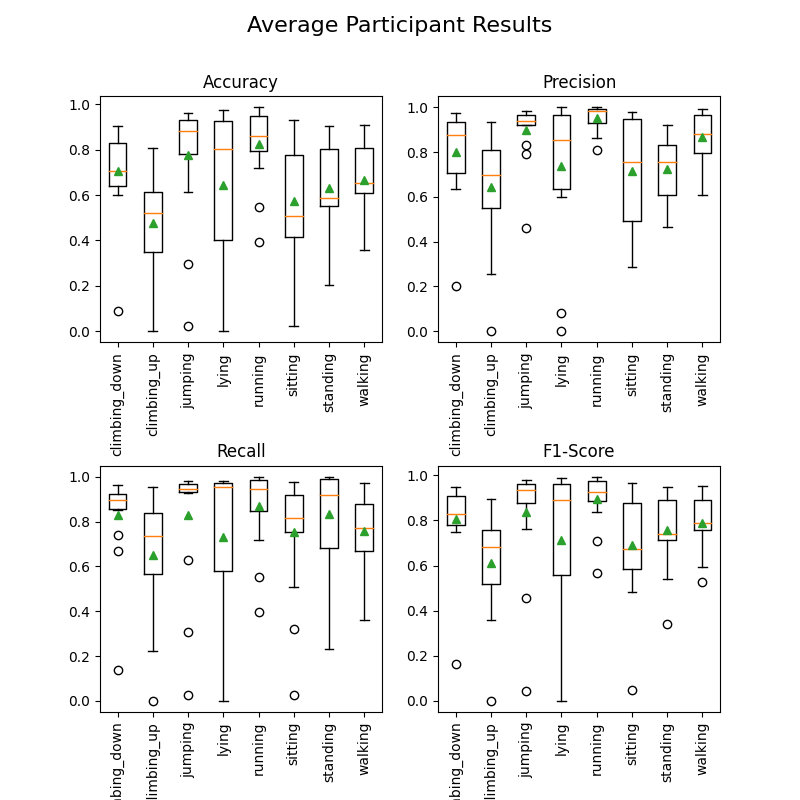 Average Participant Results
Accuracy
1.0
0.8
0.6
0.4
0.2
0.0
climbing_down
climbing_up
jumping
lying
running
sitting
standing
walking
Precision
1.0
0.8
0.6
0.4
0.2
0.0
climbing_down
climbing_up
jumping
lying
running
sitting
standing
walking
Recall
1.0
0.8
0.6
0.4
0.2
0.0
bing_down
limbing_up
jumping
lying
running
sitting
standing
walking
F1-Score
1.0
0.8
0.6
0.4
0.2
0.0
bing_down
limbing_up
jumping
lying
running
sitting
standing
walking